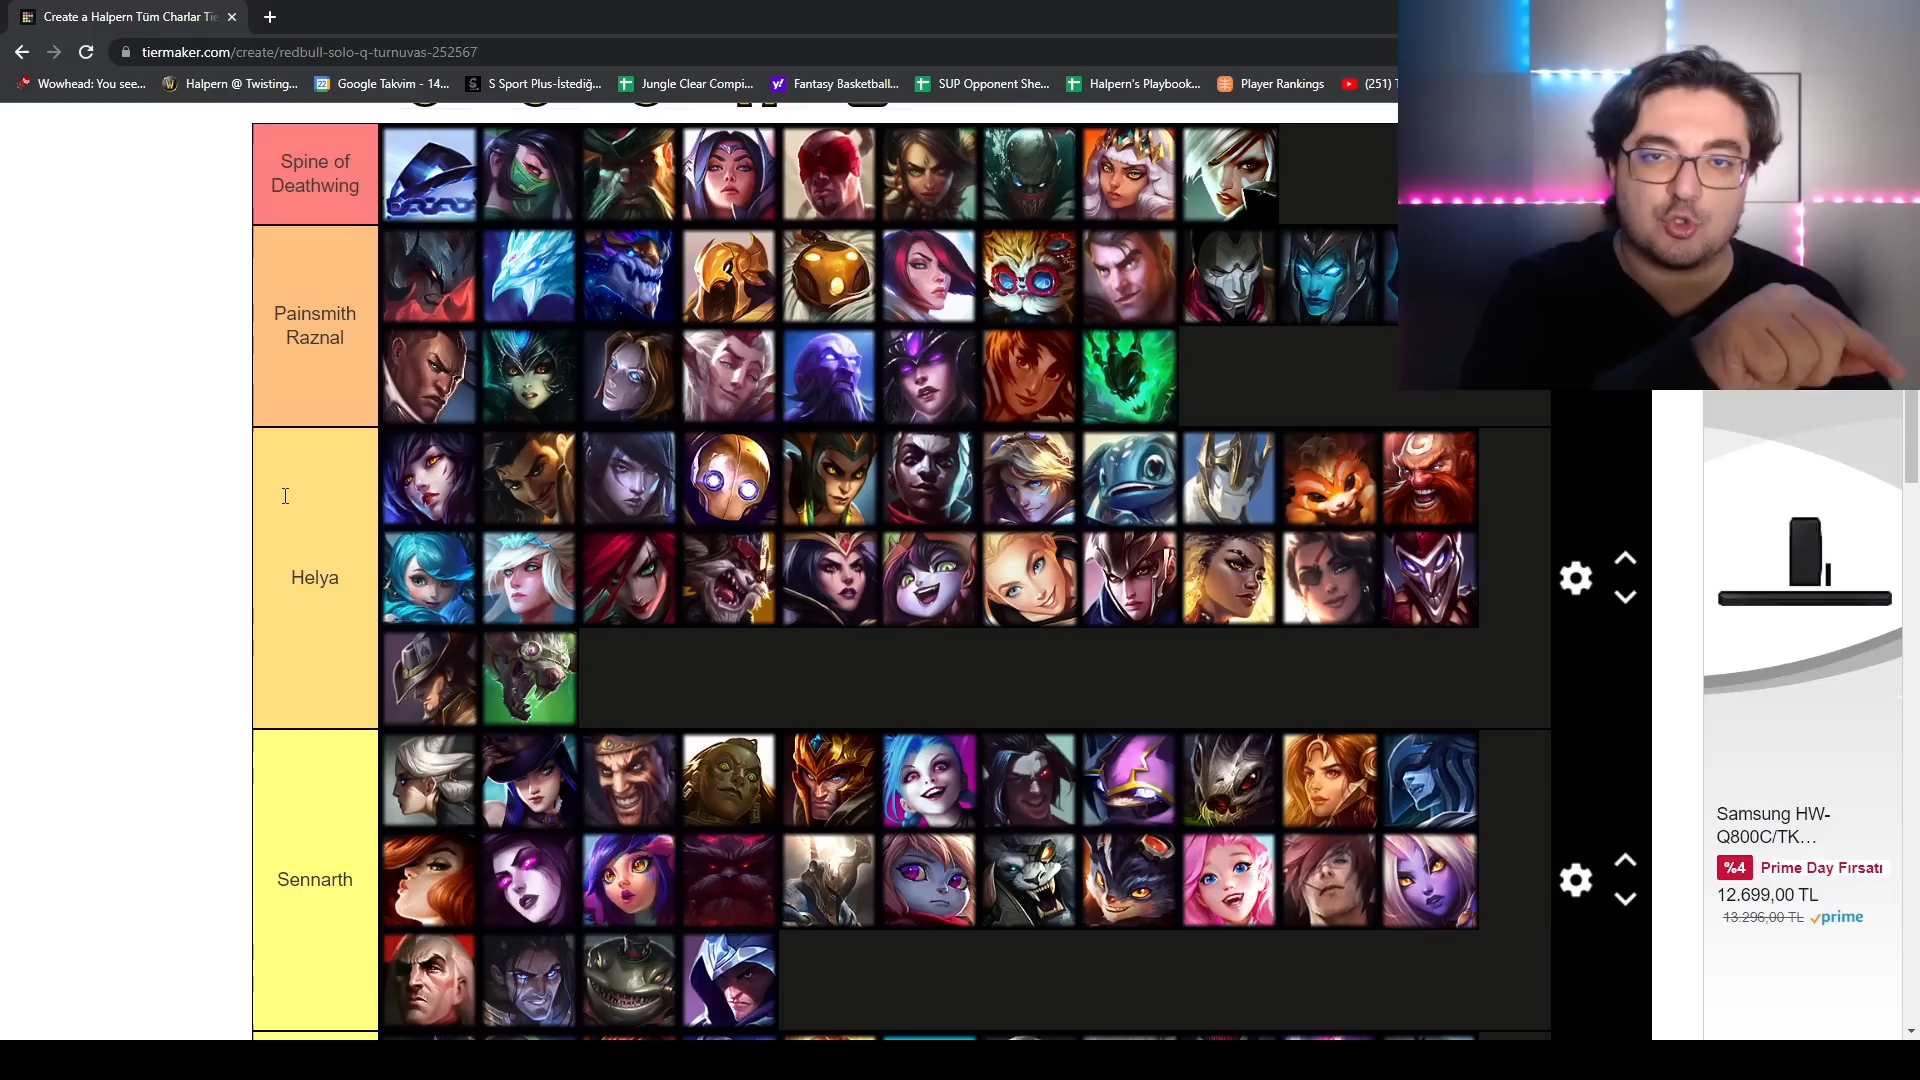 Create a Halpern Tüm Charlar Tie
tiermaker.com/create/redbull-solo-q-turnuvas-252567
Wowhead: You see...
Halpern @ Twisting...
22
Google Takvim - 14...
S Sport Plus-İstediğ...
Jungle Clear Compi...
Fantasy Basketball...
SUP Opponent She...
Halpern's Playbook...
Player Rankings
(251) T
Spine of
Deathwing
Painsmith
Raznal
Helya
Sennarth
Samsung HW-
Q800C/TK...
%4 Prime Day Fırsatı
12.699,00 TL
13.296,00 TL prime